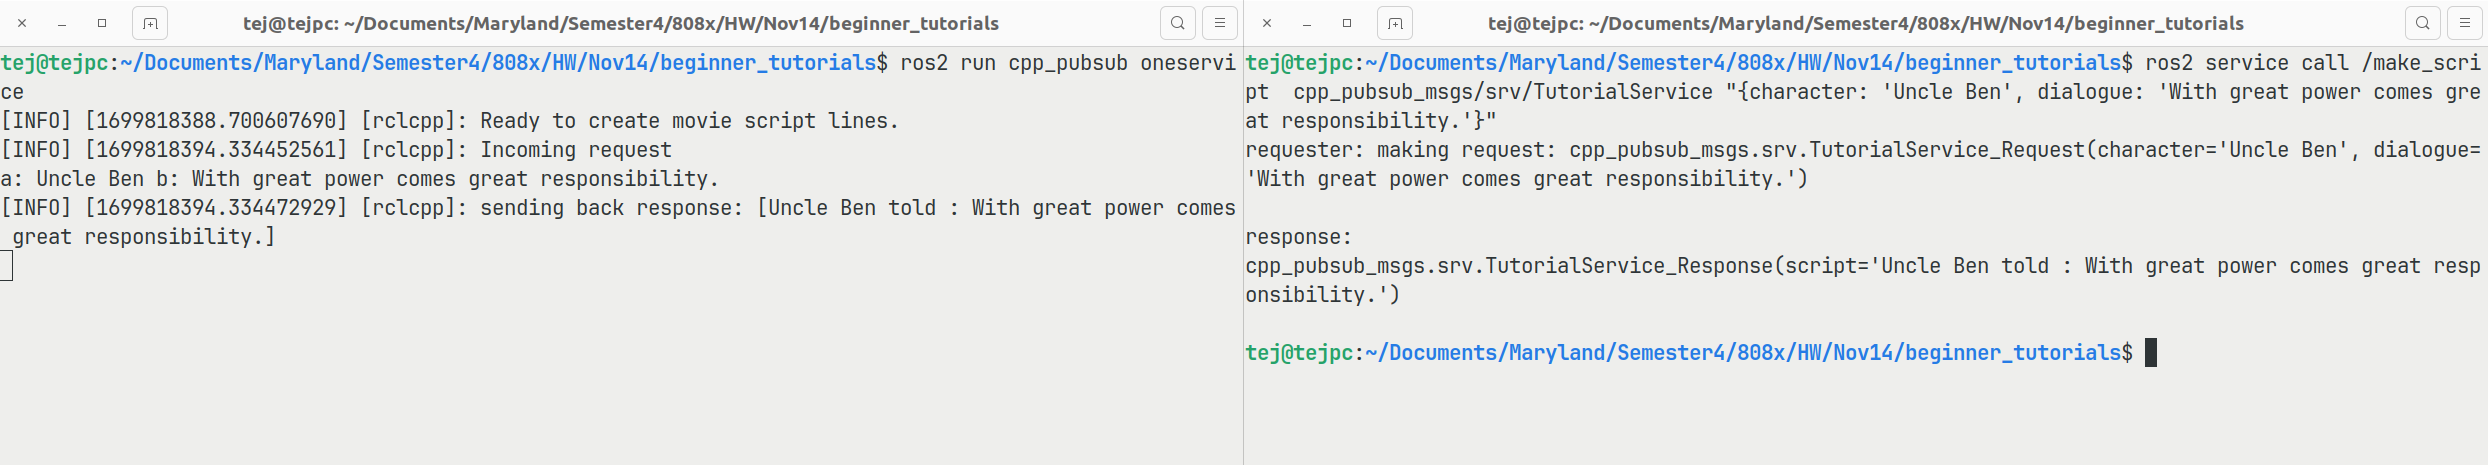 tej@tejpc: ~/Documents/Maryland/Semester4/808x/HW/Nov14/beginner_tutorials
tej@tejpc:~/Documents/Maryland/Semester4/808x/HW/Nov14/beginner_tutorials$ ros2 run cpp_pubsub oneservi
ce
[INFO] [1699818388.700607690] [rclcpp]: Ready to create movie script lines.
[INFO] [1699818394.334452561] [rclcpp]: Incoming request
a: Uncle Ben b: With great power comes great responsibility.
[INFO] [1699818394.334472929] [rclcpp]: sending back response: [Uncle Ben told : With great power comes
 great responsibility.]
tej@tejpc: ~/Documents/Maryland/Semester4/808x/HW/Nov14/beginner_tutorials
tej@tejpc:~/Documents/Maryland/Semester4/808x/HW/Nov14/beginner_tutorials$ ros2 service call /make_scri
pt  cpp_pubsub_msgs/srv/TutorialService "{character: 'Uncle Ben', dialogue: 'With great power comes gre
at responsibility.'}"
requester: making request: cpp_pubsub_msgs.srv.TutorialService_Request(character='Uncle Ben', dialogue=
'With great power comes great responsibility.')
response:
cpp_pubsub_msgs.srv.TutorialService_Response(script='Uncle Ben told : With great power comes great resp
onsibility.')
tej@tejpc:~/Documents/Maryland/Semester4/808x/HW/Nov14/beginner_tutorials$